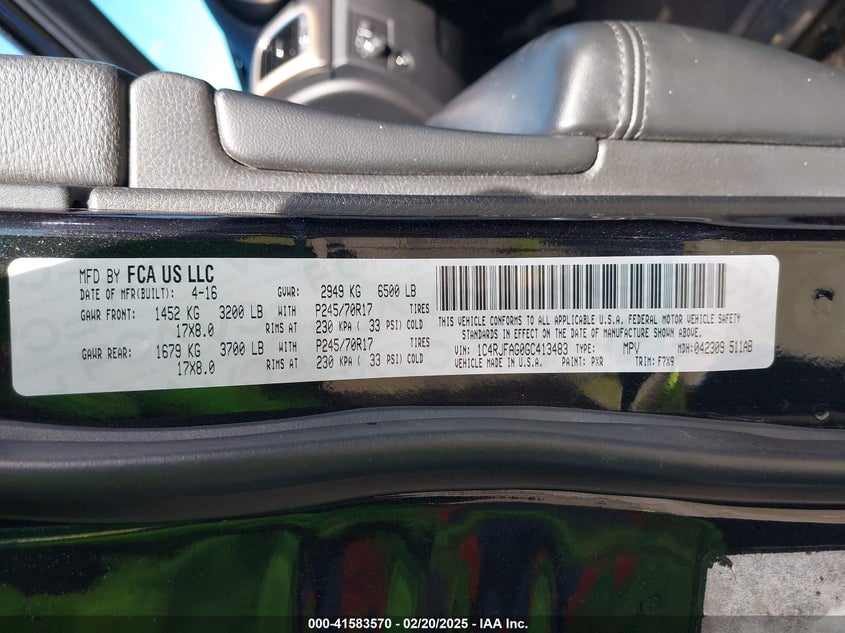 MFD BY FCA US LLC
DATE OF MFR(BUILT): 4-16 GVWR: 2949 KG 6500 LB
GAWR FRONT: 1452 KG 3200 LB WITH P245/70R17 TIRES
17X8.0 RIMS AT 230 KPA ( 33 PSI) COLD
GAWR REAR: 1679 KG 3700 LB WITH P245/70R17 TIRES
17X8.0 RIMS AT 230 KPA ( 33 PSI) COLD
THIS VEHICLE CONFORMS TO ALL APPLICABLE U.S.A. FEDERAL MOTOR VEHICLE SAFETY
STANDARDS IN EFFECT ON THE DATE OF MANUFACTURE SHOWN ABOVE.
VIN: 1C4RJFAG0GC413483 TYPE: MPV MDH:042309 511AB
VEHICLE MADE IN U.S.A. PAINT: PXR TRIM: F7X9
000-41583570 - 02/20/2025 - IAA Inc.